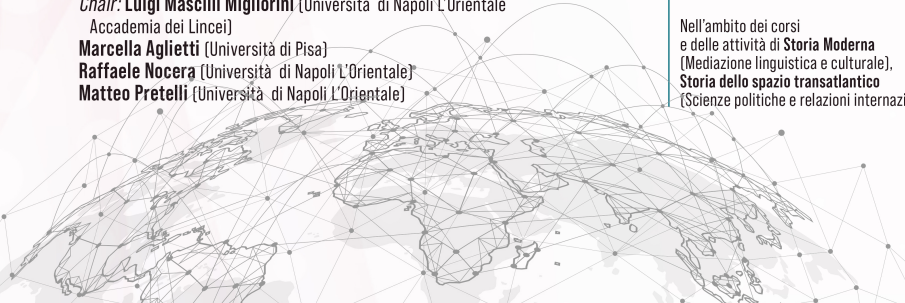 Chair: Luigi Mascilli Migliorini (Università di Napoli L'Orientale
Accademia dei Lincei)
Marcella Aglietti (Università di Pisa)
Raffaele Nocera (Università di Napoli L'Orientale)
Matteo Pretelli (Università di Napoli L'Orientale)
Nell'ambito dei corsi
e delle attività di Storia Moderna
(Mediazione linguistica e culturale),
Storia dello spazio transatlantico
(Scienze politiche e relazioni internazi